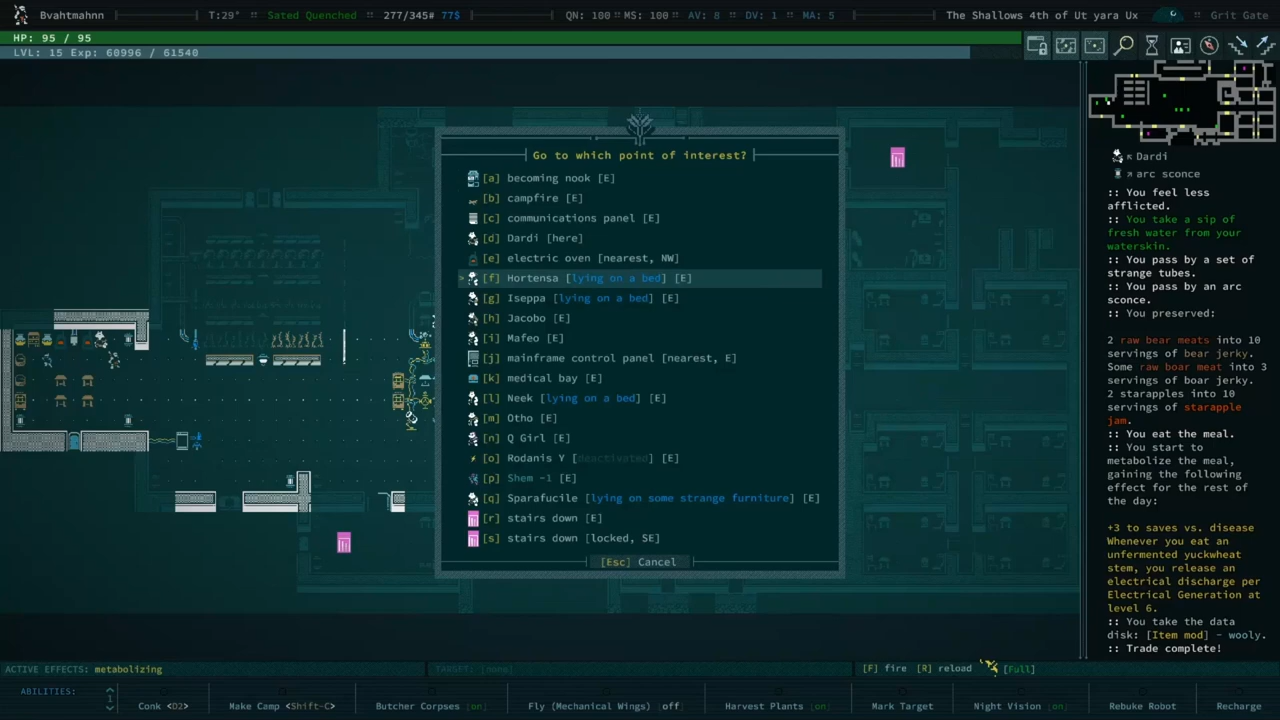 Bvahtmahnn T:29° Sated Quenched 277/345# 77$ QN: 100 MS: 100 AV: 8 DV: 1 MA: 5 The Shallows 4th of Ut yara Ux Grit Gate
HP: 95 / 95
LVL: 15 Exp: 60996 / 61540
Go to which point of interest?
[a] becoming nook [E]
[b] campfire [E]
[c] communications panel [E]
[d] Dardi [here]
[e] electric oven [nearest, NW]
> [f] Hortensa [lying on a bed] [E]
[g] Iseppa [lying on a bed] [E]
[h] Jacobo [E]
[i] Mafeo [E]
[j] mainframe control panel [nearest, E]
[k] medical bay [E]
[l] Neek [lying on a bed] [E]
[m] Otho [E]
[n] Q Girl [E]
[o] Rodanis Y [deactivated] [E]
[p] Shem -1 [E]
[q] Sparafucile [lying on some strange furniture] [E]
[r] stairs down [E]
[s] stairs down [locked, SE]
[Esc] Cancel
Dardi
arc sconce
:: You feel less
afflicted.
:: You take a sip of
fresh water from your
waterskin.
:: You pass by a set of
strange tubes.
:: You pass by an arc
sconce.
:: You preserved:
2 raw bear meats into 10
servings of bear jerky.
Some raw boar meat into 3
servings of boar jerky.
2 starapples into 10
servings of starapple
jam.
:: You eat the meal.
:: You start to
metabolize the meal,
gaining the following
effect for the rest of
the day:
+3 to saves vs. disease
Whenever you eat an
unfermented yuckwheat
stem, you release an
electrical discharge per
Electrical Generation at
level 6.
:: You take the data
disk: [Item mod] - wooly.
:: Trade complete!
ACTIVE EFFECTS: metabolizing TARGET: [none] [F] fire [R] reload [Full]
ABILITIES: 1 Conk <02> Make Camp <Shift-C> Butcher Corpses [on] Fly (Mechanical Wings) [off] Harvest Plants [on] Mark Target Night Vision [on] Rebuke Robot Recharge